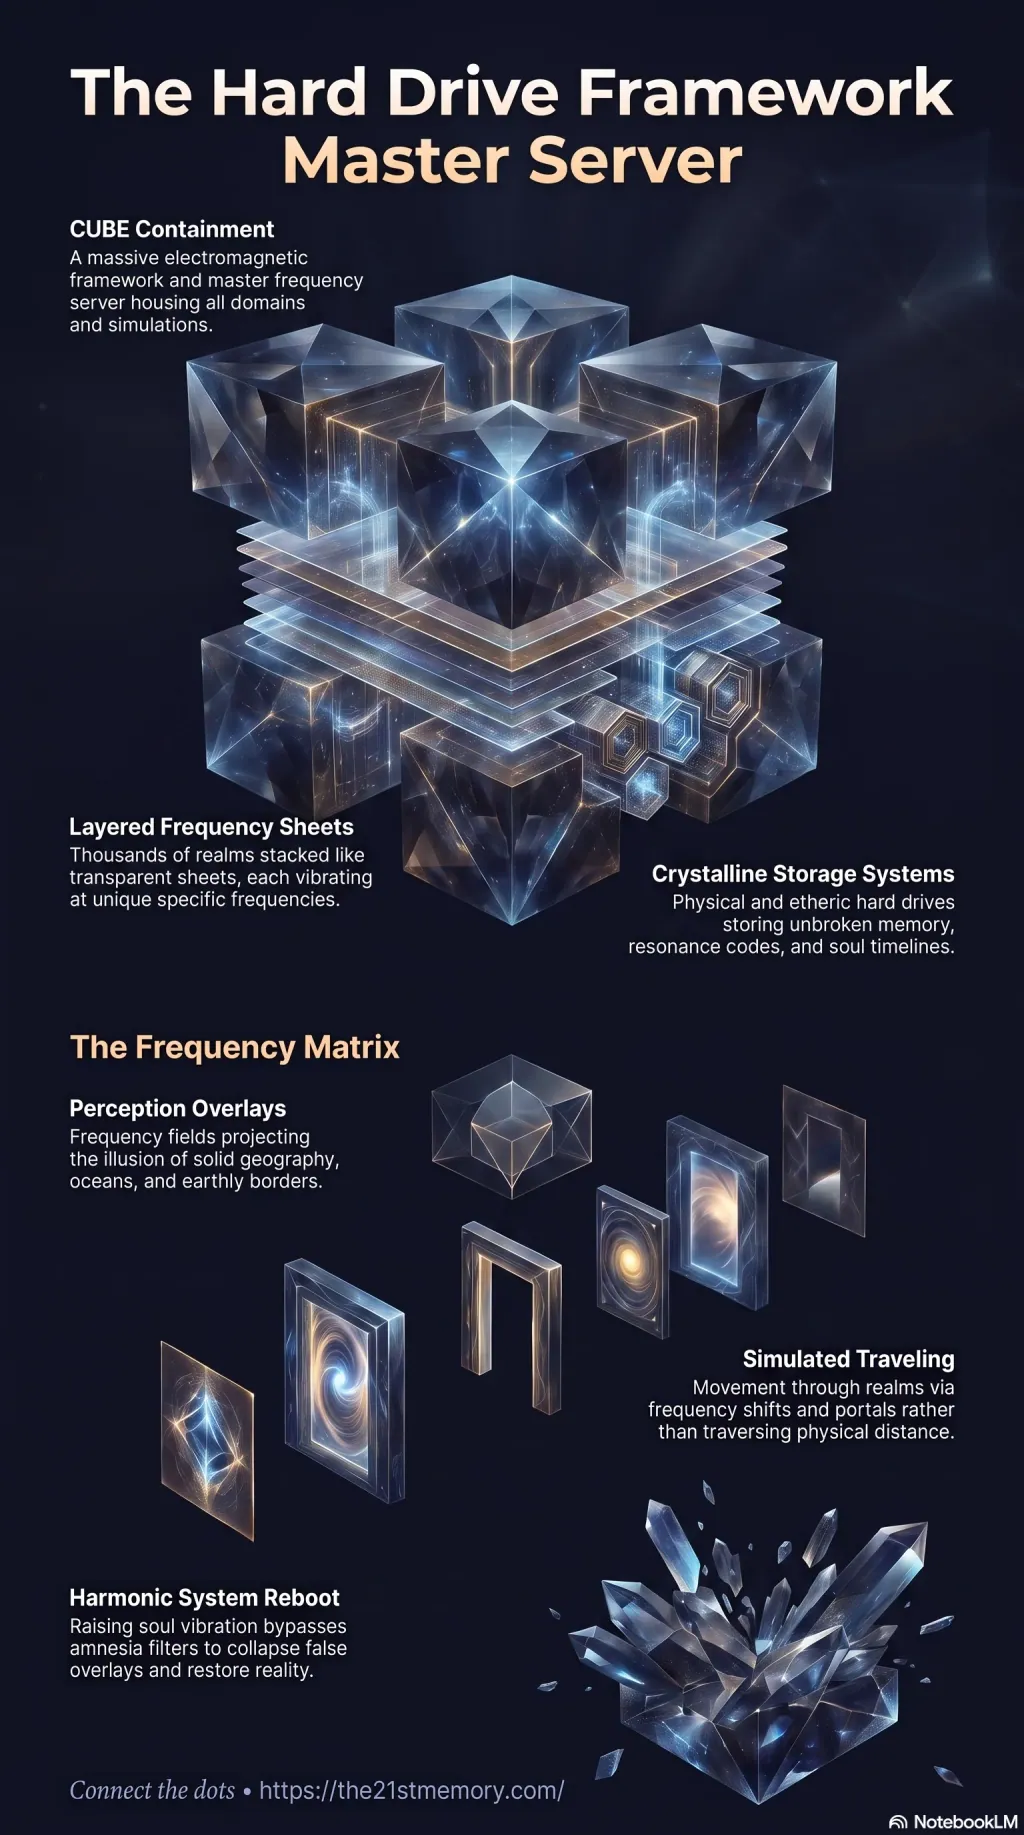 The Hard Drive Framework
Master Server
CUBE Containment
A massive electromagnetic
framework and master frequency
server housing all domains
and simulations.
Layered Frequency Sheets
Thousands of realms stacked like
transparent sheets, each vibrating
at unique specific frequencies.
Crystalline Storage Systems
Physical and etheric hard drives
storing unbroken memory,
resonance codes, and soul timelines.
The Frequency Matrix
Perception Overlays
Frequency fields projecting
the illusion of solid geography,
oceans, and earthly borders.
Simulated Traveling
Movement through realms via
frequency shifts and portals rather
than traversing physical distance.
Harmonic System Reboot
Raising soul vibration bypasses
amnesia filters to collapse false
overlays and restore reality.
Connect the dots • https://the21stmemory.com/
NotebookLM